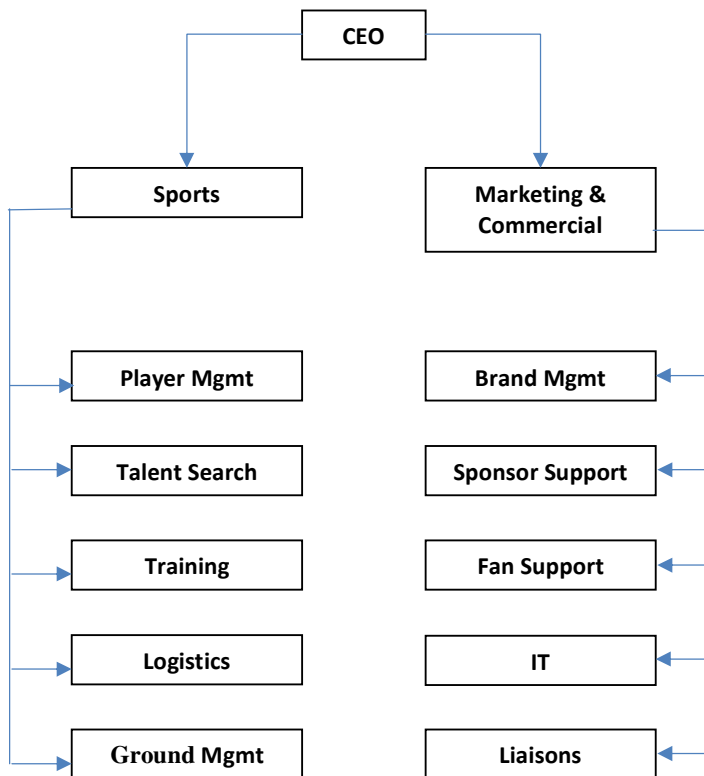 CEO
Sports
Marketing &
Commercial
Player Mgmt
Brand Mgmt
Talent Search
Sponsor Support
Training
Fan Support
Logistics
IT
Ground Mgmt
Liaisons